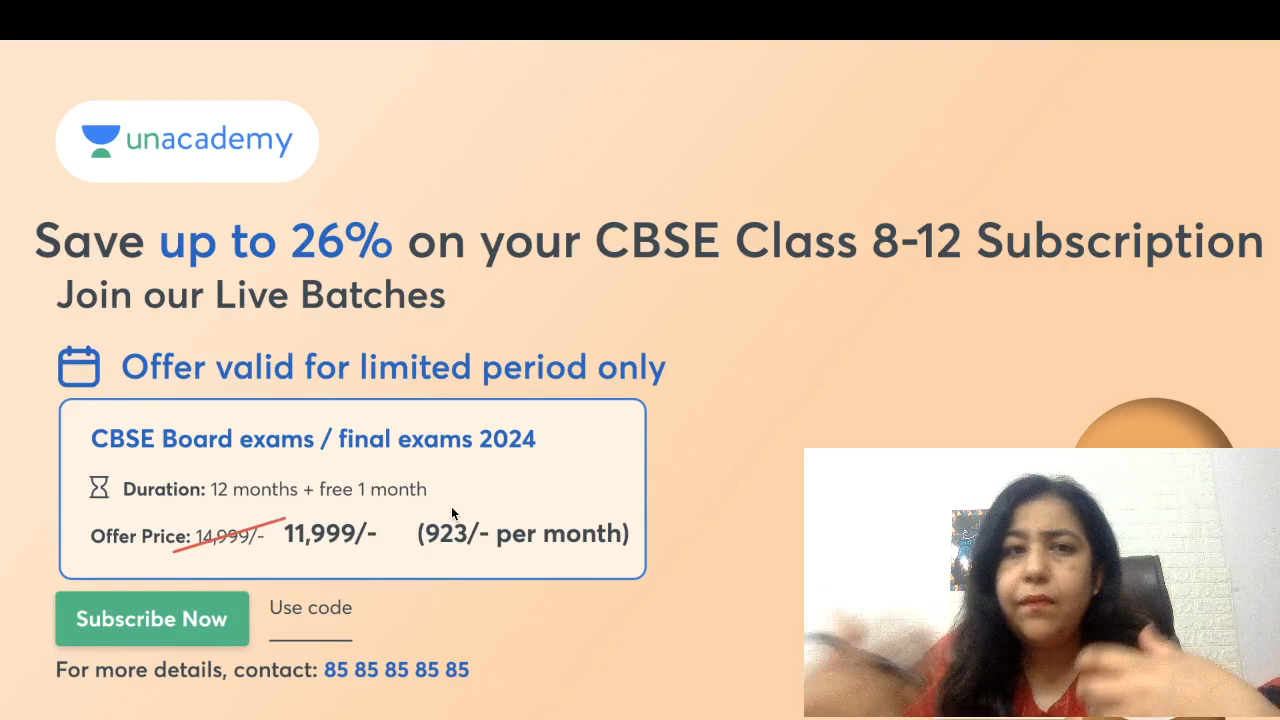 unacademy
Save up to 26% on your CBSE Class 8-12 Subscription
Join our Live Batches
Offer valid for limited period only
CBSE Board exams / final exams 2024
Duration: 12 months + free 1 month
Offer Price: 14,999/- 11,999/- (923/- per month)
Subscribe Now
Use code
For more details, contact: 85 85 85 85 85